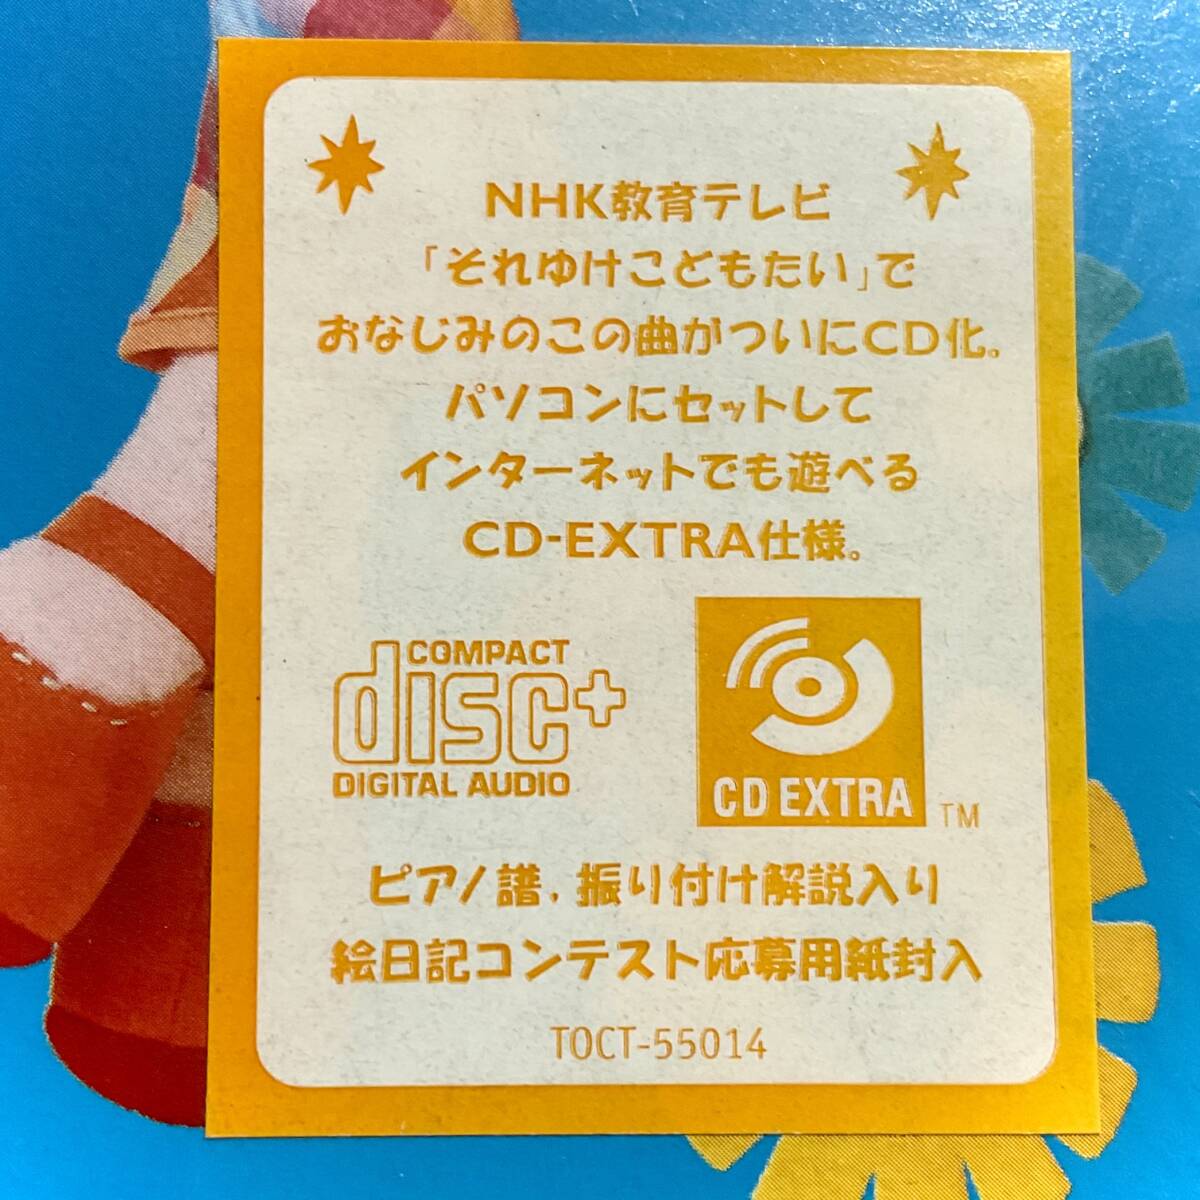 NHK教育テレビ
「それゆけこどもたい」で
おなじみのこの曲がついにCD化。
パソコンにセットして
インターネットでも遊べる
CD-EXTRA仕様。
COMPACT
disc+
DIGITAL AUDIO
CD EXTRA
TM
ピアノ譜、振り付け解説入り
絵日記コンテスト応募用紙封入
TOCT-55014